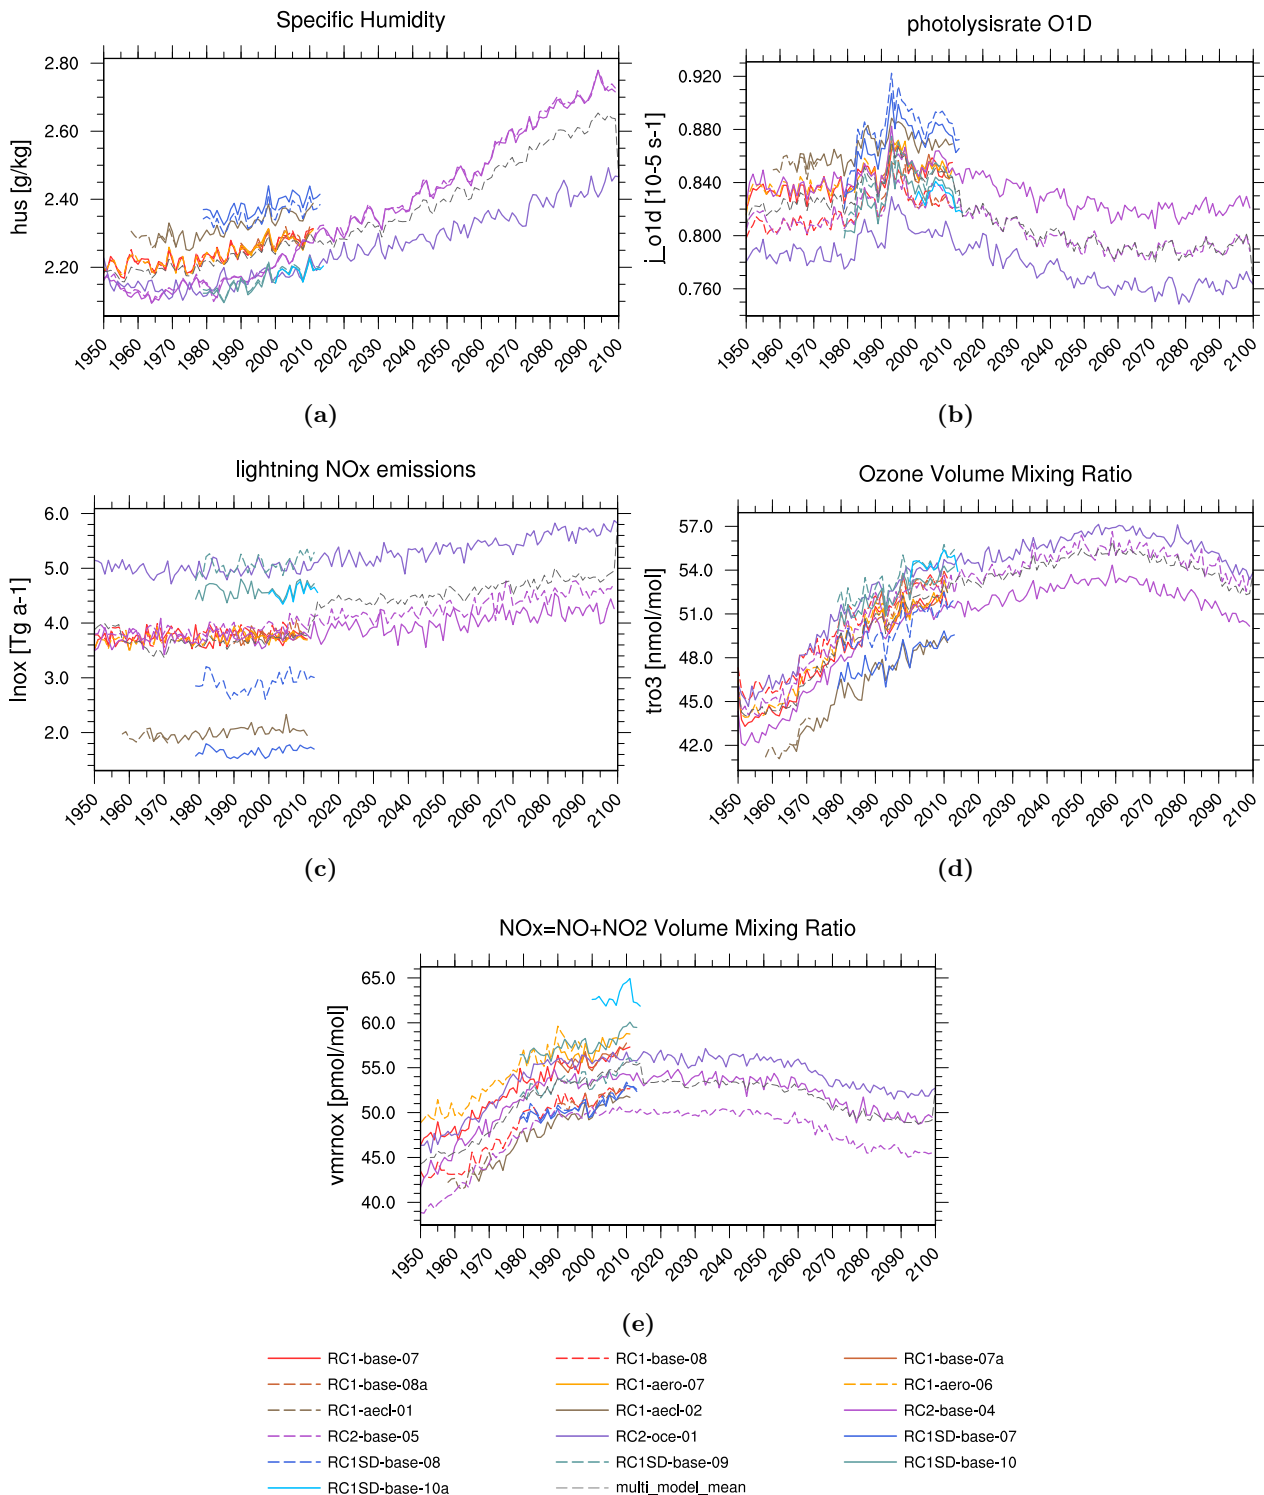 Specific Humidity
hus [g/kg]
2.80
2.60
2.40
2.20
1950 1960 1970 1980 1990 2000 2010 2020 2030 2040 2050 2060 2070 2080 2090 2100
(a)
photolysisrate O1D
j_o1d [10-5 s-1]
0.920
0.880
0.840
0.800
0.760
1950 1960 1970 1980 1990 2000 2010 2020 2030 2040 2050 2060 2070 2080 2090 2100
(b)
lightning NOx emissions
lnox [Tg a-1]
6.0
5.0
4.0
3.0
2.0
1950 1960 1970 1980 1990 2000 2010 2020 2030 2040 2050 2060 2070 2080 2090 2100
(c)
Ozone Volume Mixing Ratio
tro3 [nmol/mol]
57.0
54.0
51.0
48.0
45.0
42.0
1950 1960 1970 1980 1990 2000 2010 2020 2030 2040 2050 2060 2070 2080 2090 2100
(d)
NOx=NO+NO2 Volume Mixing Ratio
vmrnox [pmol/mol]
65.0
60.0
55.0
50.0
45.0
40.0
1950 1960 1970 1980 1990 2000 2010 2020 2030 2040 2050 2060 2070 2080 2090 2100
(e)
RC1-base-07 RC1-base-08 RC1-base-07a
RC1-base-08a RC1-aero-07 RC1-aero-06
RC1-aecl-01 RC1-aecl-02 RC2-base-04
RC2-base-05 RC2-oce-01 RC1SD-base-07
RC1SD-base-08 RC1SD-base-09 RC1SD-base-10
RC1SD-base-10a multi_model_mean